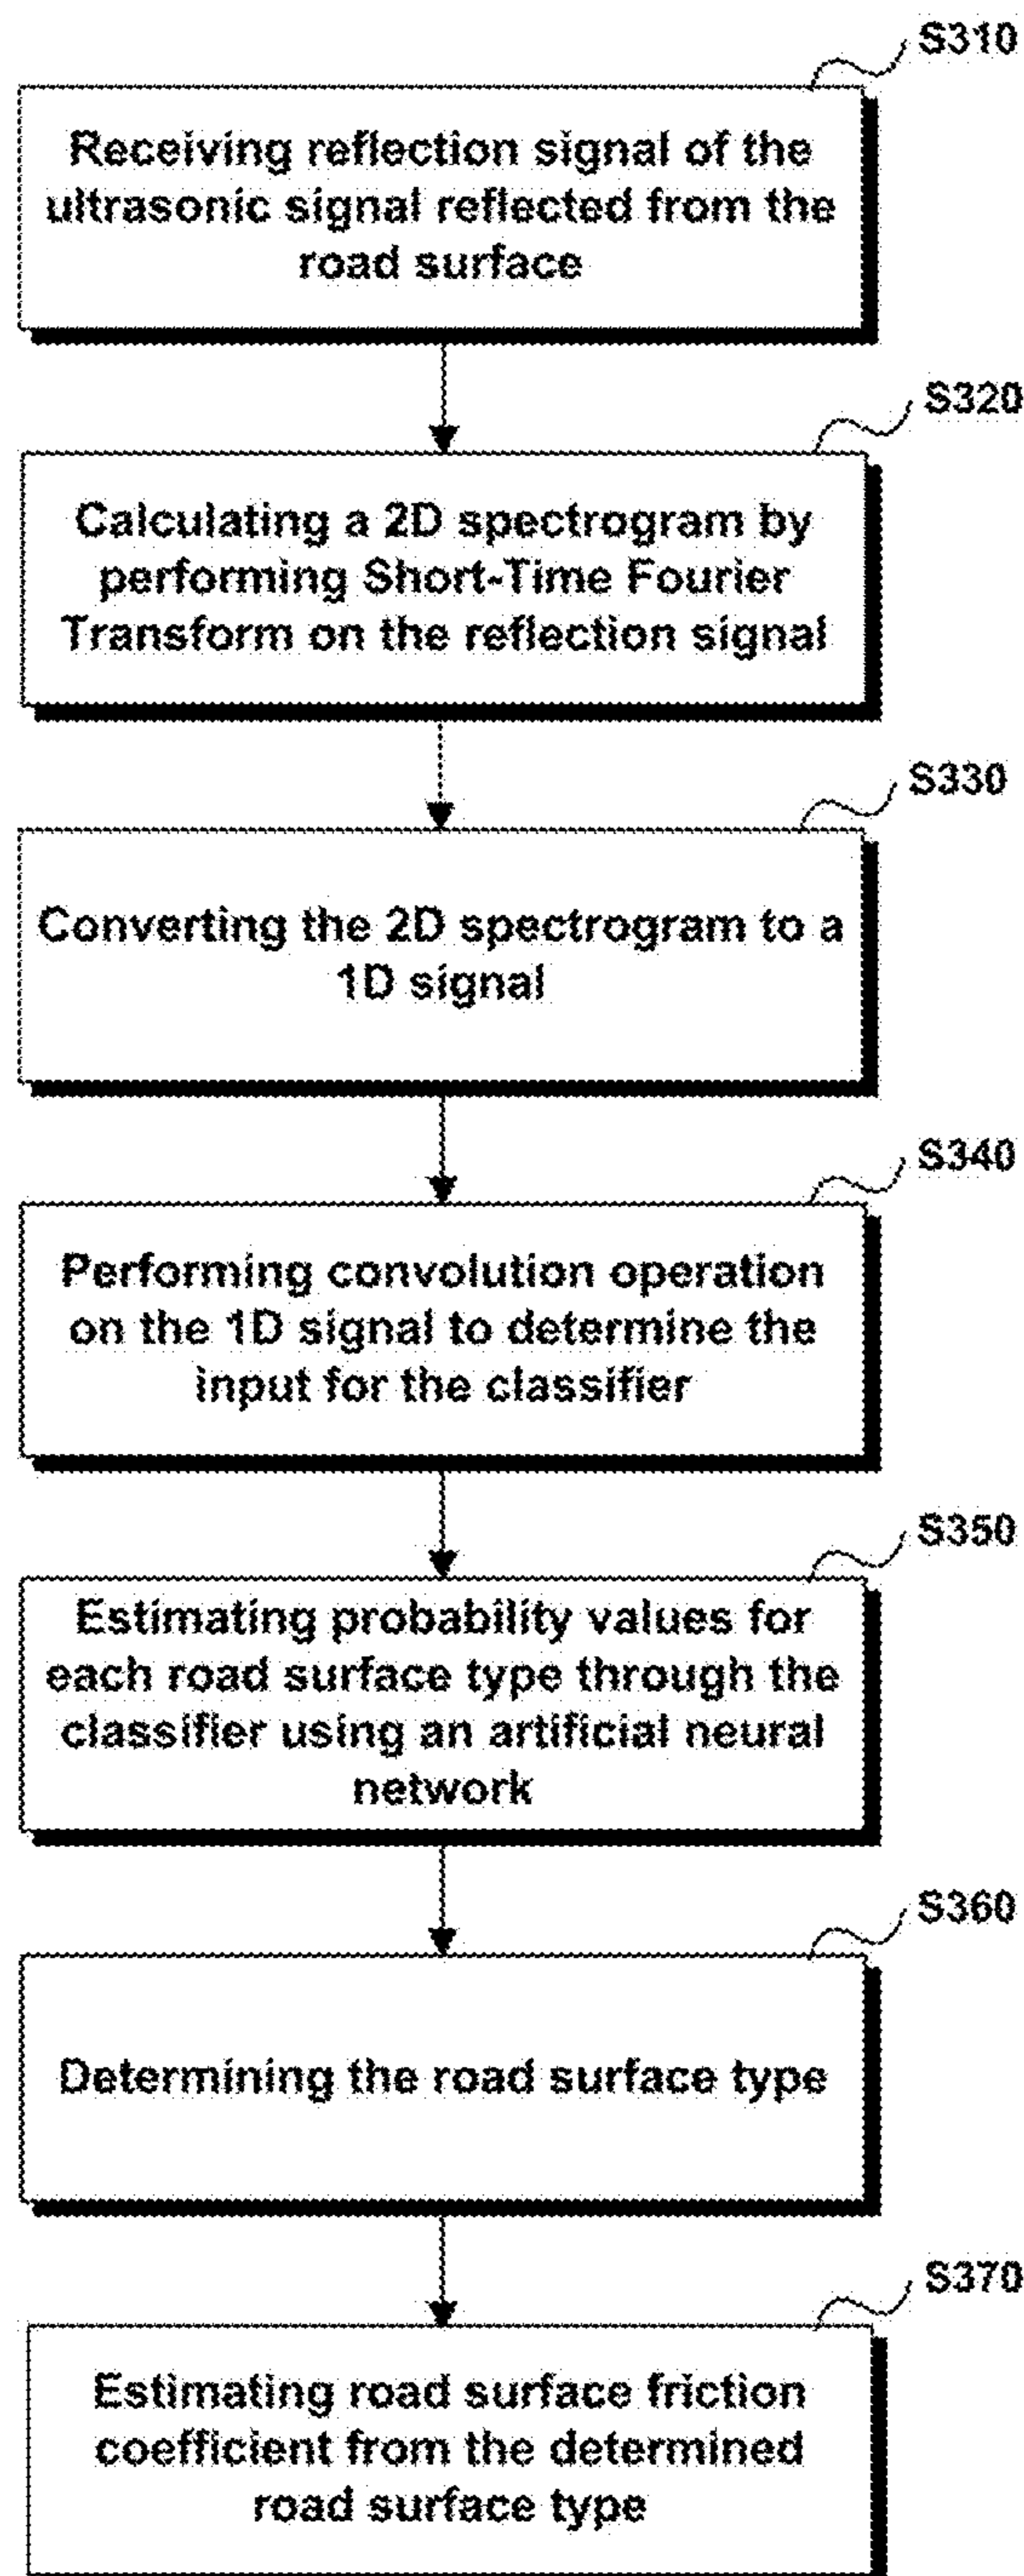 S310
Receiving reflection signal of the
ultrasonic signal reflected from the
road surface
S320
Calculating a 2D spectrogram by
performing Short-Time Fourier
Transform on the reflection signal
S330
Converting the 2D spectrogram to a
1D signal
S340
Performing convolution operation
on the 1D signal to determine the
input for the classifier
S350
Estimating probability values for
each road surface type through the
classifier using an artificial neural
network
S360
Determining the road surface type
S370
Estimating road surface friction
coefficient from the determined
road surface type